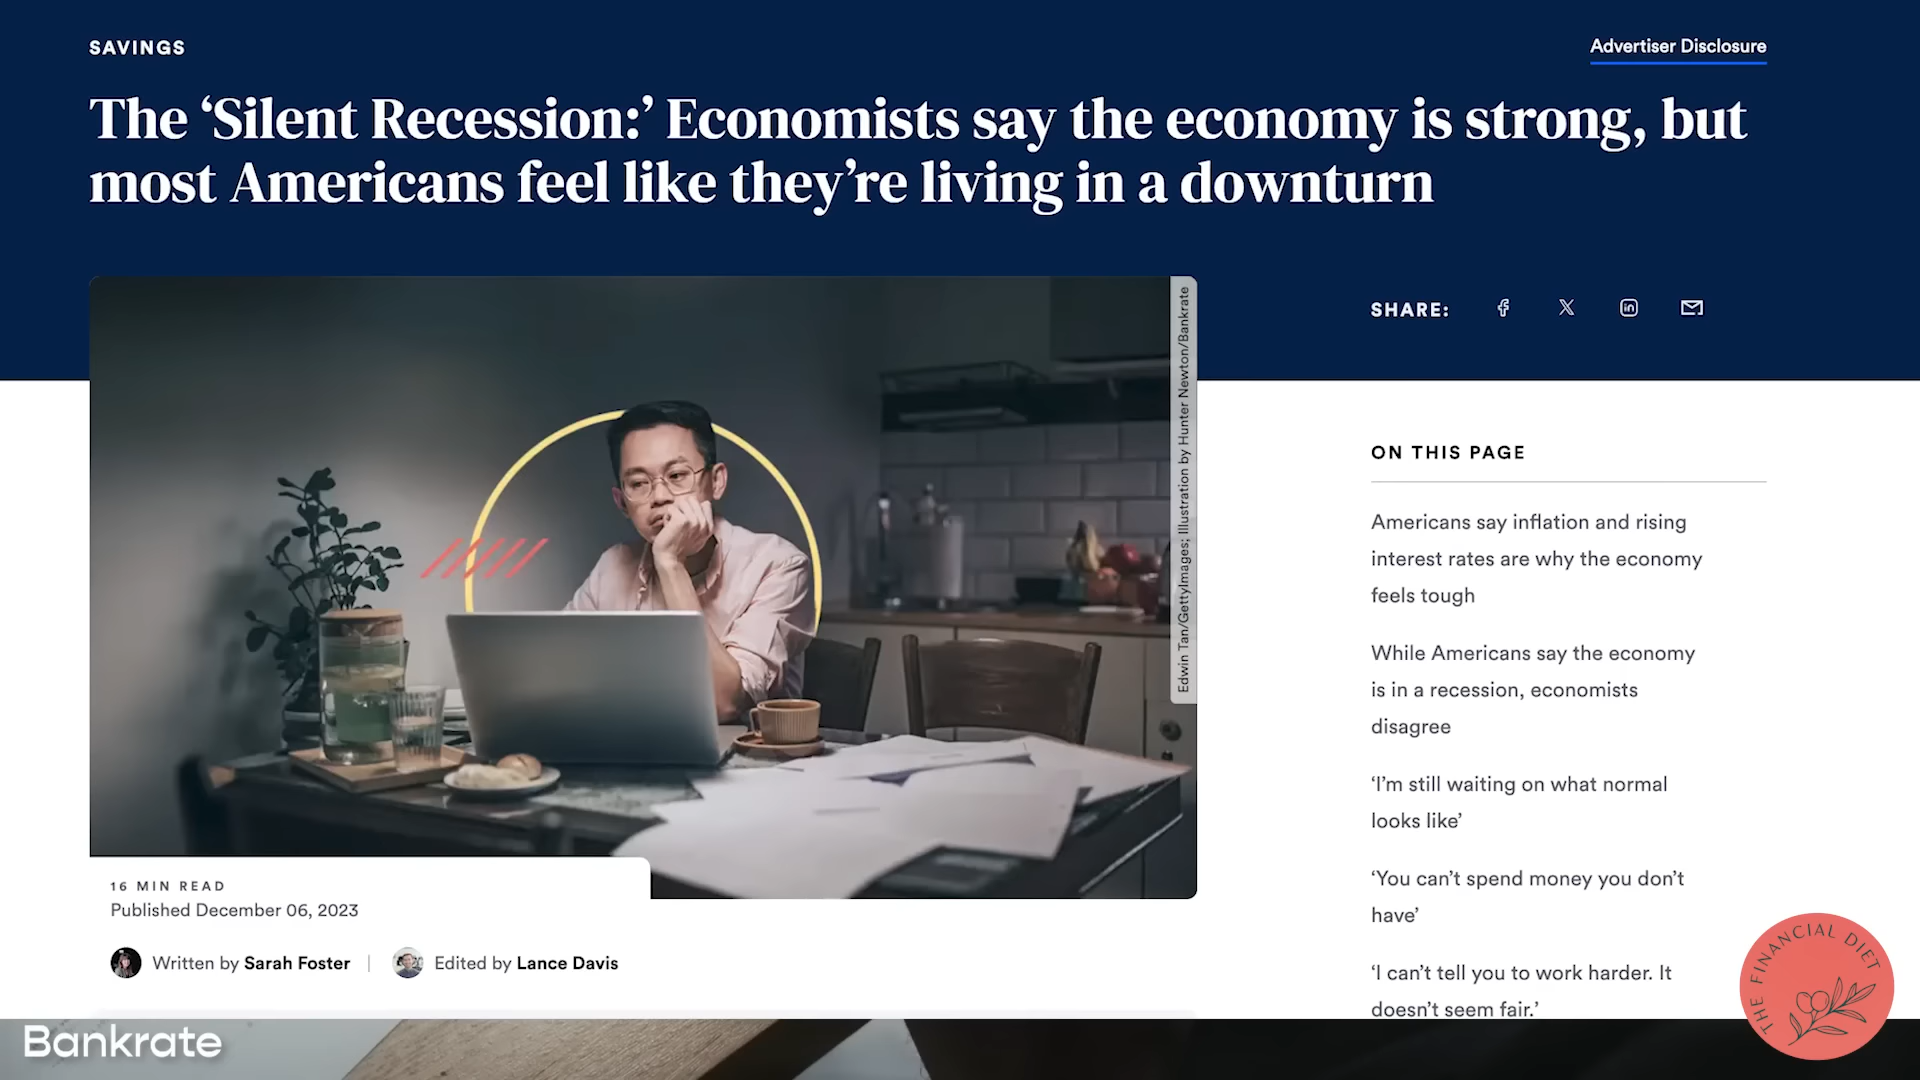 SAVINGS
Advertiser Disclosure
The ‘Silent Recession:’ Economists say the economy is strong, but
most Americans feel like they’re living in a downturn
SHARE:
Edwin Tan/GettyImages; Illustration by Hunter Newton/Bankrate
16 MIN READ
Published December 06, 2023
Written by Sarah Foster | Edited by Lance Davis
ON THIS PAGE
Americans say inflation and rising
interest rates are why the economy
feels tough
While Americans say the economy
is in a recession, economists
disagree
‘I’m still waiting on what normal
looks like’
‘You can’t spend money you don’t
have’
‘I can’t tell you to work harder. It
doesn’t seem fair.’
Bankrate
THE FINANCIAL DIET